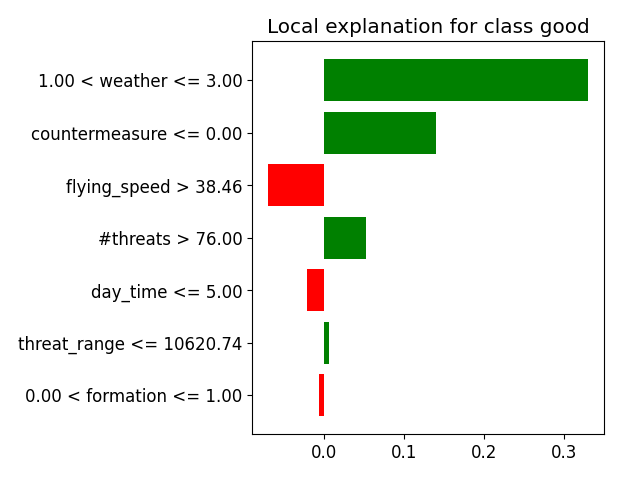 Local explanation for class good
1.00 < weather <= 3.00
countermeasure <= 0.00
flying_speed > 38.46
#threats > 76.00
day_time <= 5.00
threat_range <= 10620.74
0.00 < formation <= 1.00
0.0 0.1 0.2 0.3